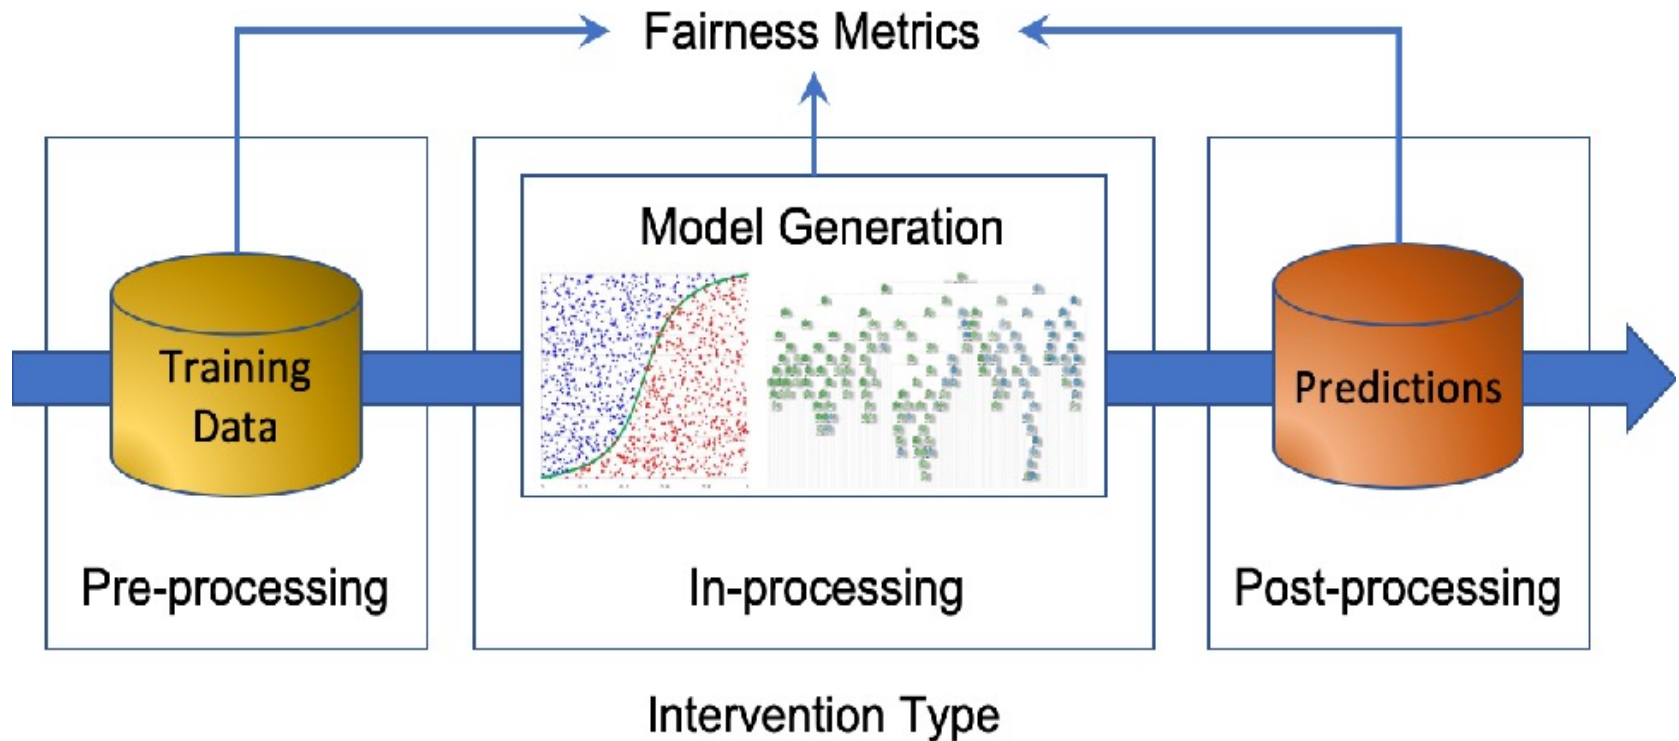 Fairness Metrics
Model Generation
Training
Data
Predictions
Pre-processing
In-processing
Post-processing
Intervention Type